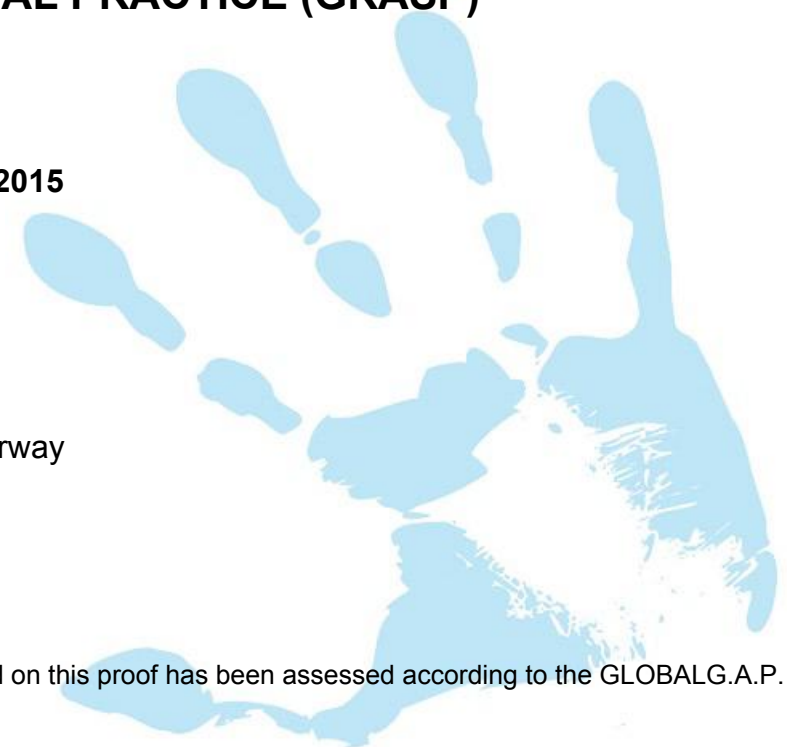 AL PRACTICE (GRASP)
2015
rway
d on this proof has been assessed according to the GLOBALG.A.P.